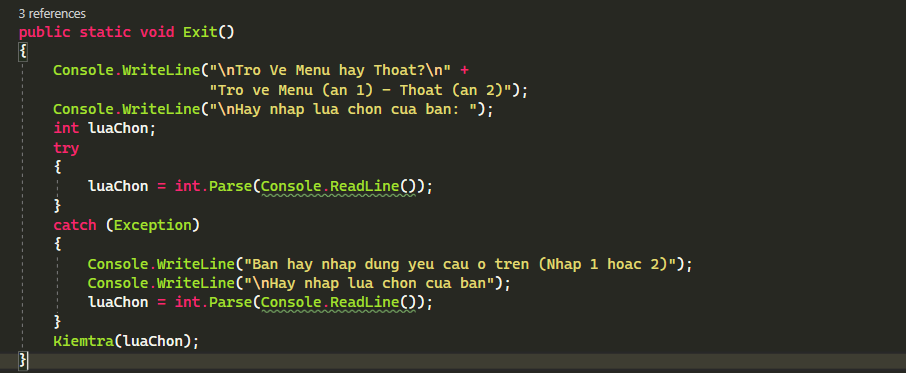 3 references
public static void Exit()
{
Console.WriteLine("\nTro Ve Menu hay Thoat?\n" +
"Tro ve Menu (an 1) - Thoat (an 2)");
Console.WriteLine("\nHay nhap lua chon cua ban: ");
int luaChon;
try
{
luaChon = int.Parse(Console.ReadLine());
}
catch (Exception)
{
Console.WriteLine("Ban hay nhap dung yeu cau o tren (Nhap 1 hoac 2)");
Console.WriteLine("\nHay nhap lua chon cua ban");
luaChon = int.Parse(Console.ReadLine());
}
Kiemtra(luaChon);
}